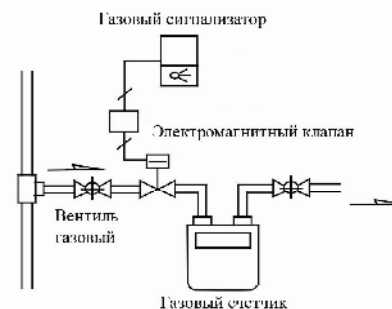 Газовый сигнализатор
Электромагнитный клапан
Вентиль
газовый
Газовый счетчик